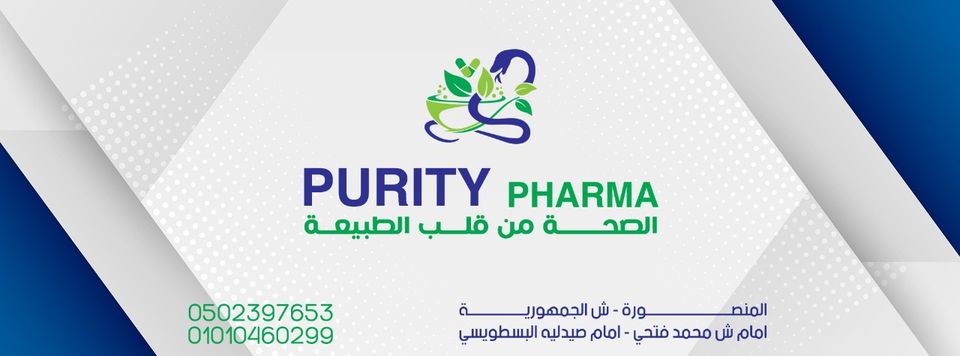 PURITY PHARMA
الصحة من قلب الطبيعة
0502397653
01010460299
المنصورة - ش الجمهورية
امام ش محمد فتحي - امام صيدليه البسطويسي